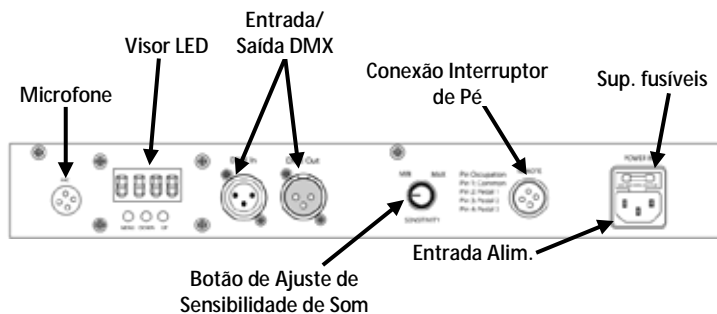 Entrada/
Saída DMX
Visor LED
Conexão Interruptor
de Pé
Sup. fusíveis
Microfone
In
Out
MIN MAX
Pin Occupation
Pin 1: Common
Pin 2: Pedal 1
Pin 3: Pedal 2
Pin 4: Pedal 3
POWER
MENU DOWN UP
SENSITIVITY
Entrada Alim.
Botão de Ajuste de
Sensibilidade de Som